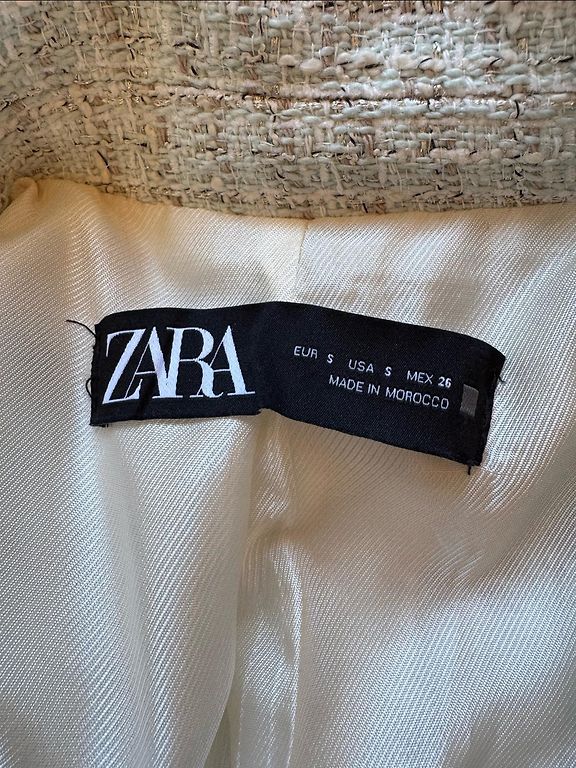 ZARA
EUR S USA S MEX 26
MADE IN MOROCCO